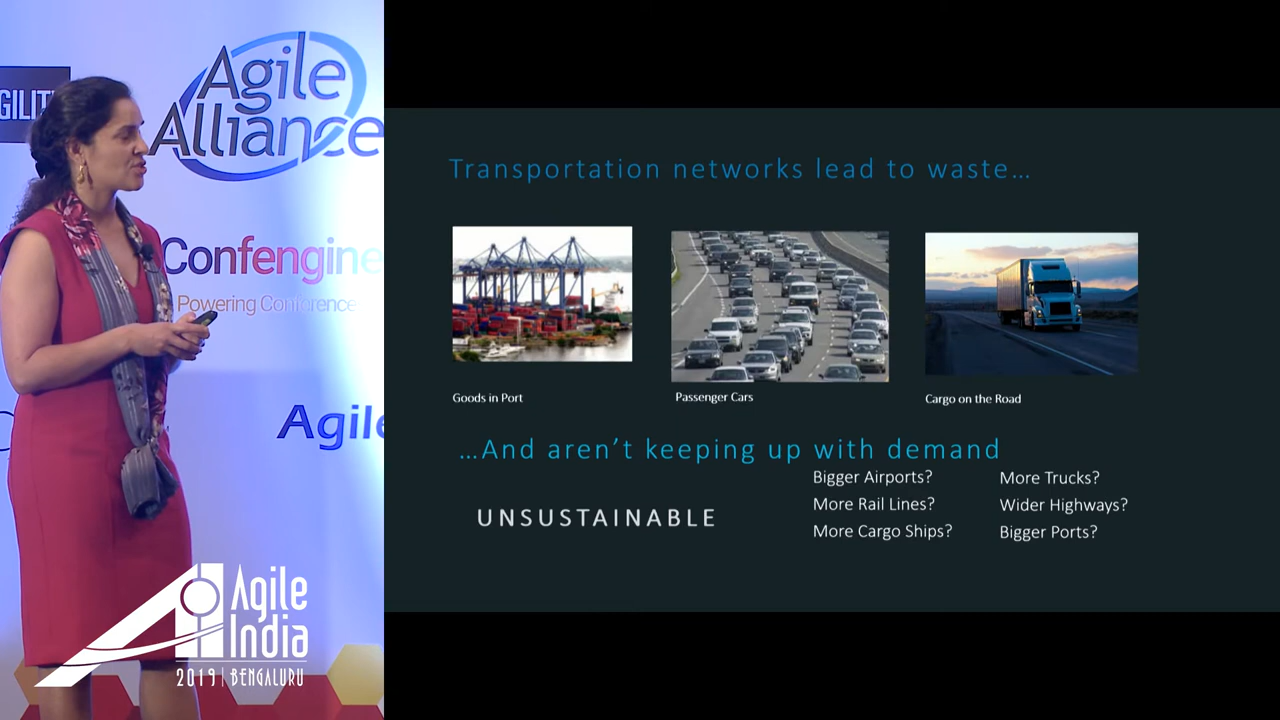 Agile
Alliance
Confengine
Powering Conference
Agile
Agile
India
2019 | BENGALURU
Transportation networks lead to waste…
Goods in Port
Passenger Cars
Cargo on the Road
…And aren't keeping up with demand
UNSUSTAINABLE
Bigger Airports?
More Rail Lines?
More Cargo Ships?
More Trucks?
Wider Highways?
Bigger Ports?